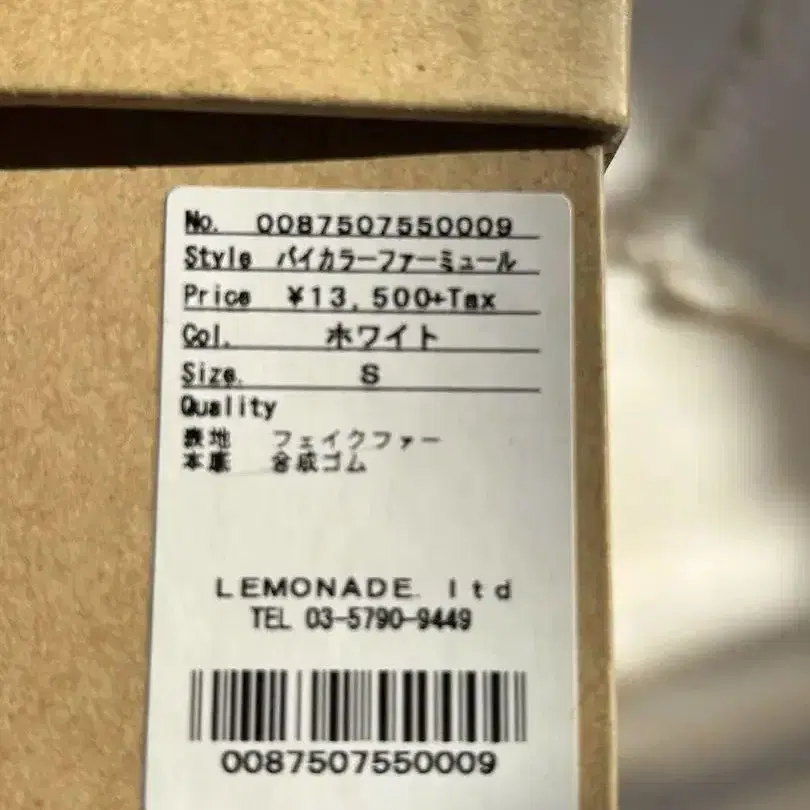 No. 0087507550009
Style バイカラーファーミュール
Price ¥13,500+Tax
Col. ホワイト
Size. S
Quality
表地 フェイクファー
本底 合成ゴム
LEMONADE. ltd
TEL 03-5790-9449
0087507550009